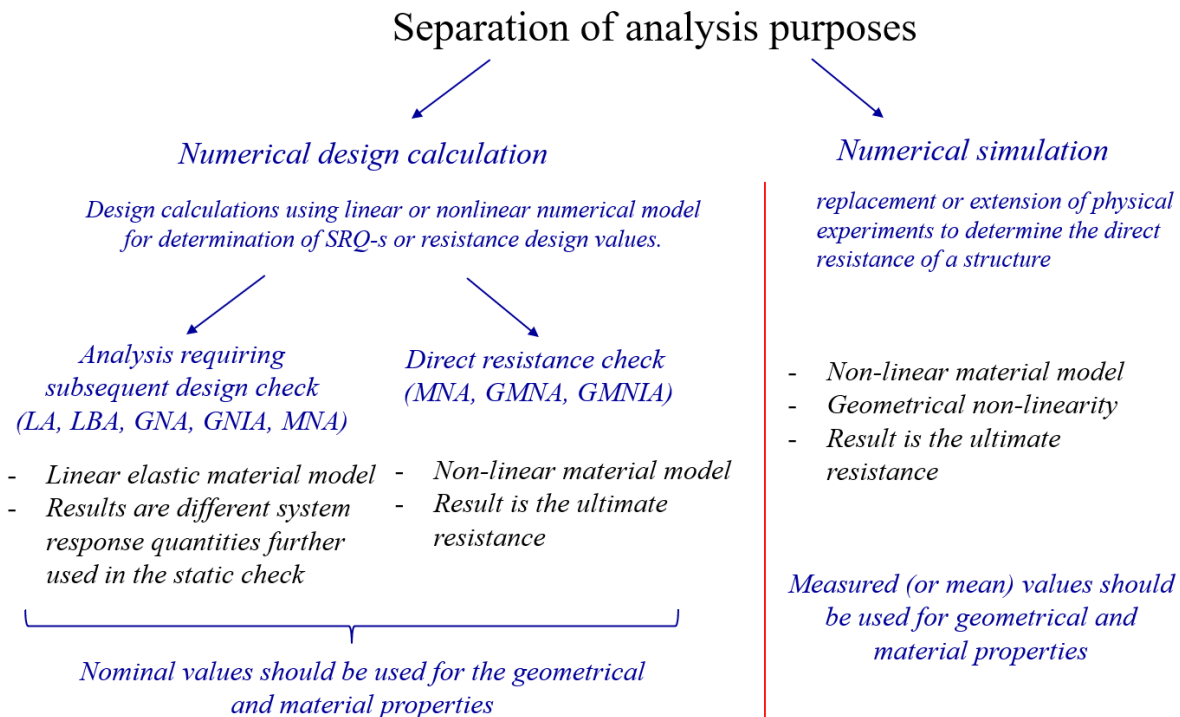 Separation of analysis purposes
Numerical design calculation
Design calculations using linear or nonlinear numerical model
for determination of SRQ-s or resistance design values.
Analysis requiring
subsequent design check
(LA, LBA, GNA, GNIA, MNA)
- Linear elastic material model
- Results are different system
response quantities further
used in the static check
Direct resistance check
(MNA, GMNA, GMNIA)
- Non-linear material model
- Result is the ultimate
resistance
Nominal values should be used for the geometrical
and material properties
Numerical simulation
replacement or extension of physical
experiments to determine the direct
resistance of a structure
- Non-linear material model
- Geometrical non-linearity
- Result is the ultimate
resistance
Measured (or mean) values should
be used for geometrical and
material properties